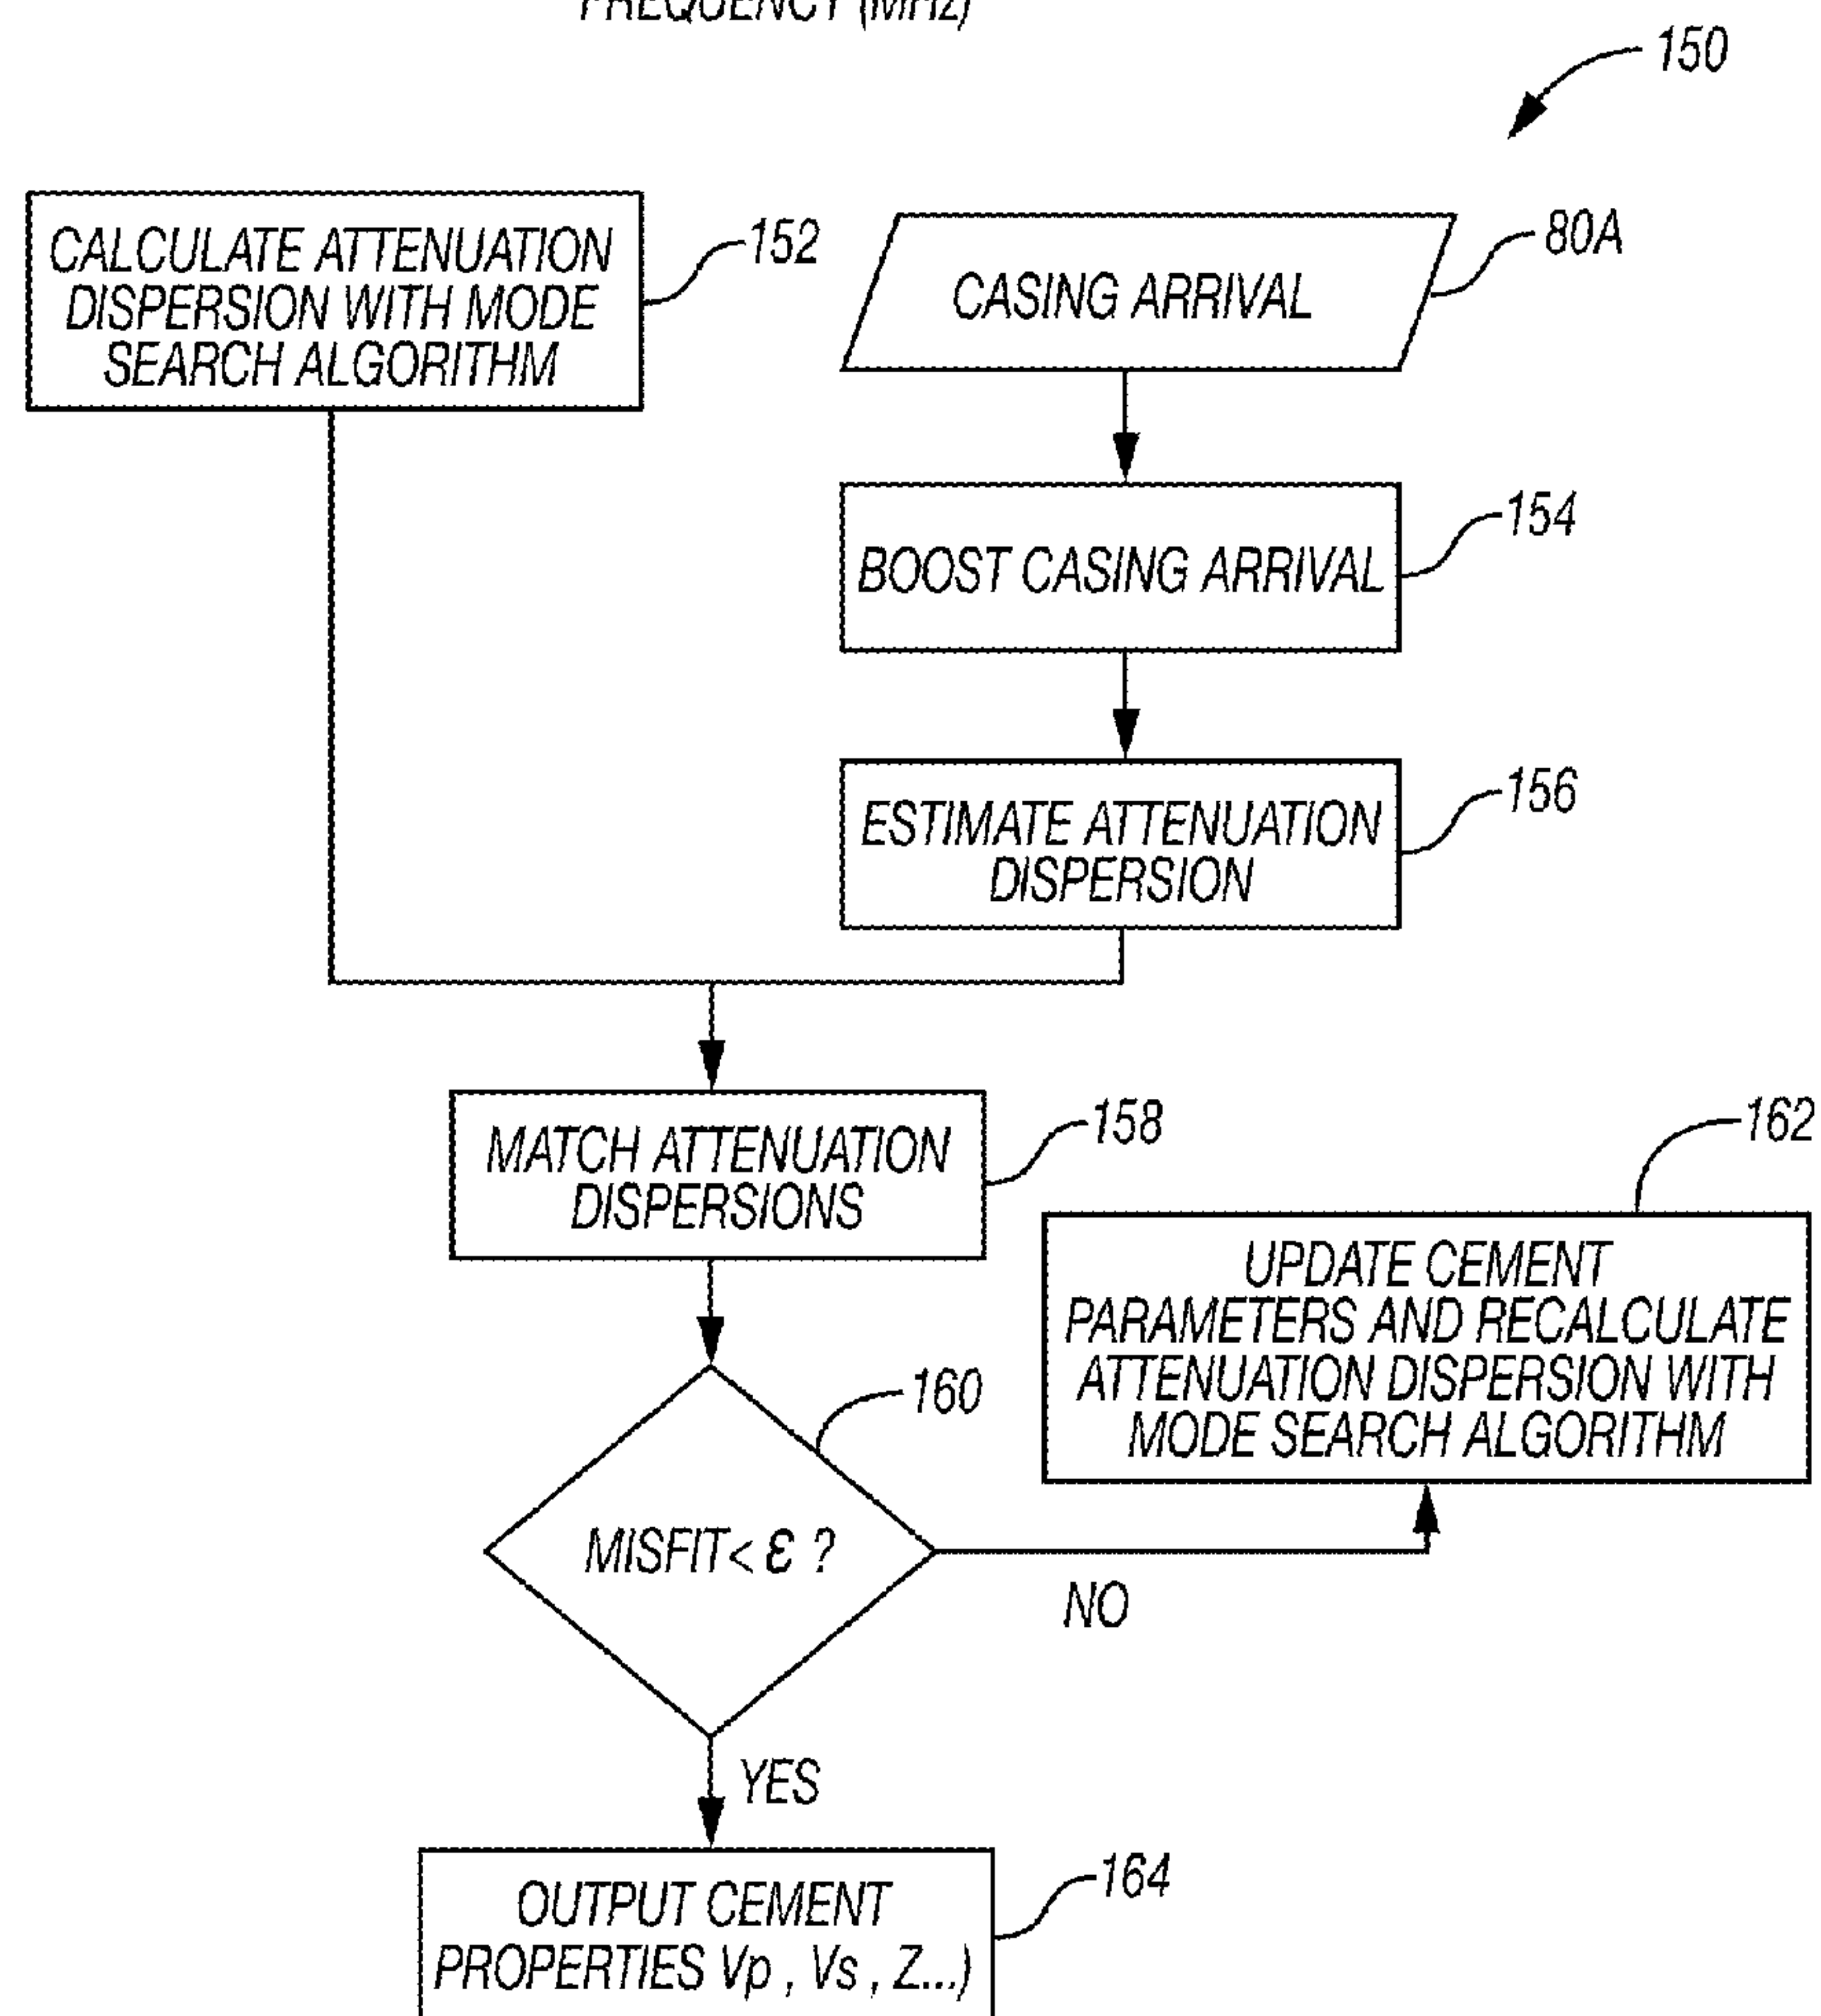 FREQUENCY (MHz)
150
CALCULATE ATTENUATION
DISPERSION WITH MODE
SEARCH ALGORITHM
152
CASING ARRIVAL
80A
BOOST CASING ARRIVAL
154
ESTIMATE ATTENUATION
DISPERSION
156
MATCH ATTENUATION
DISPERSIONS
158
162
UPDATE CEMENT
PARAMETERS AND RECALCULATE
ATTENUATION DISPERSION WITH
MODE SEARCH ALGORITHM
160
MISFIT< ε ?
NO
YES
OUTPUT CEMENT
PROPERTIES Vp , Vs , Z...)
164